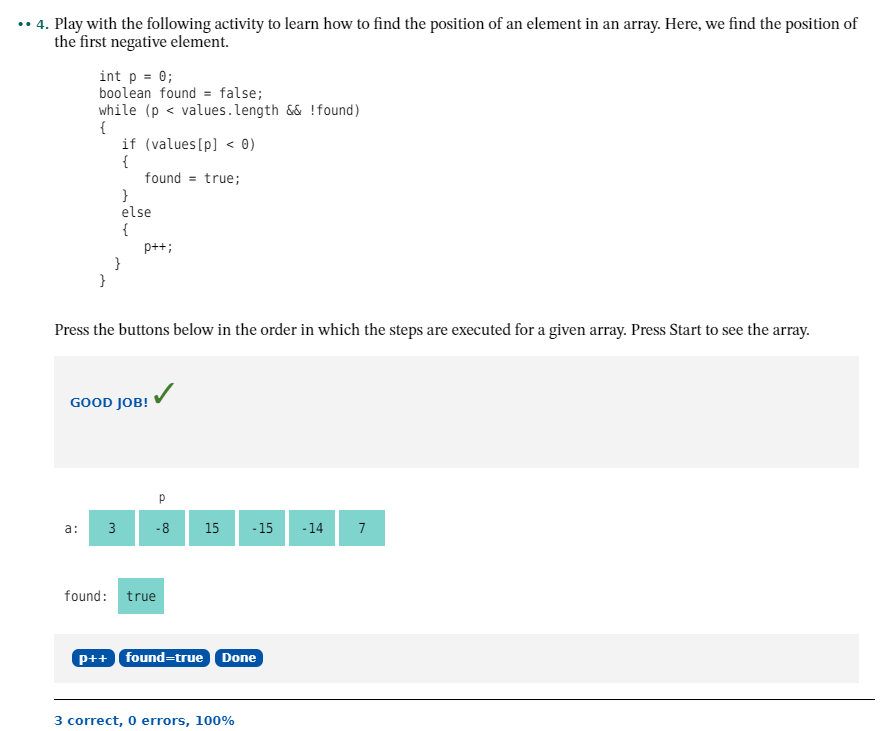 •• 4. Play with the following activity to learn how to find the position of an element in an array. Here, we find the position of
the first negative element.
int p = 0;
boolean found = false;
while (p < values.length && !found)
{
   if (values[p] < 0)
   {
      found = true;
   }
   else
   {
      p++;
  }
}
Press the buttons below in the order in which the steps are executed for a given array. Press Start to see the array.
GOOD JOB! ✓
p
a: 3 -8 15 -15 -14 7
found: true
p++ found=true Done
3 correct, 0 errors, 100%